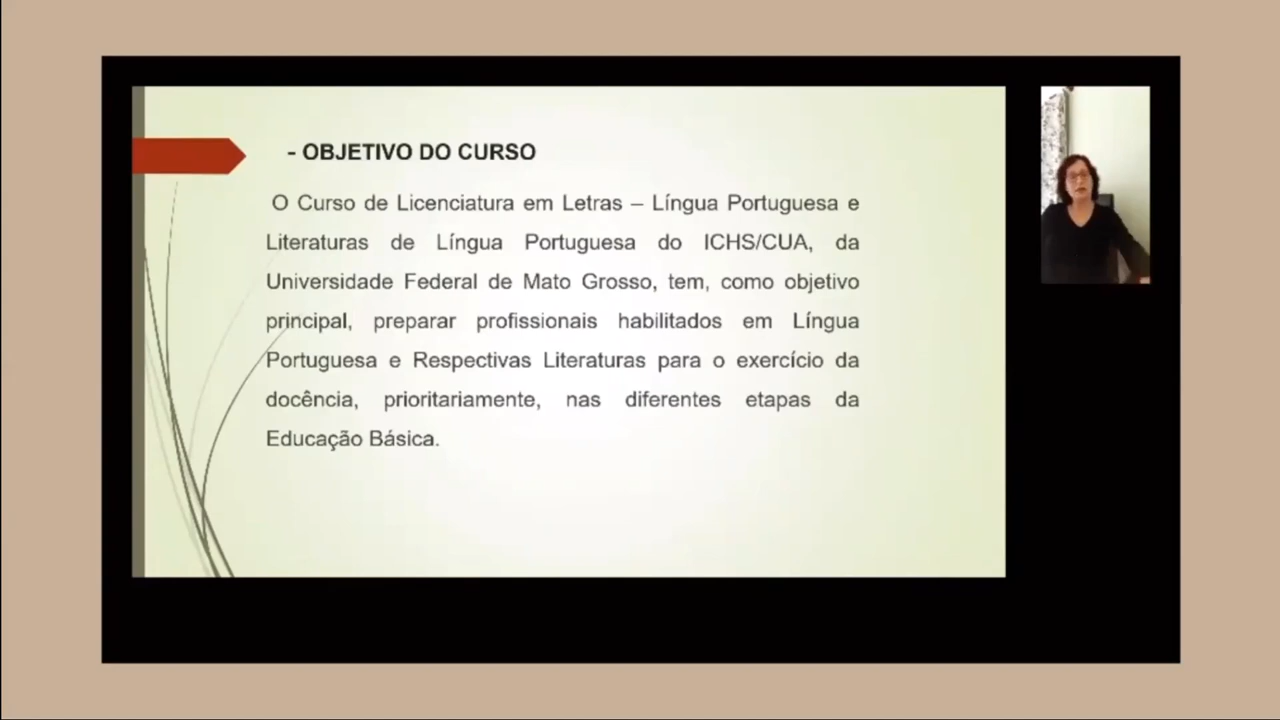 - OBJETIVO DO CURSO
O Curso de Licenciatura em Letras – Língua Portuguesa e
Literaturas de Língua Portuguesa do ICHS/CUA, da
Universidade Federal de Mato Grosso, tem, como objetivo
principal, preparar profissionais habilitados em Língua
Portuguesa e Respectivas Literaturas para o exercício da
docência, prioritariamente, nas diferentes etapas da
Educação Básica.